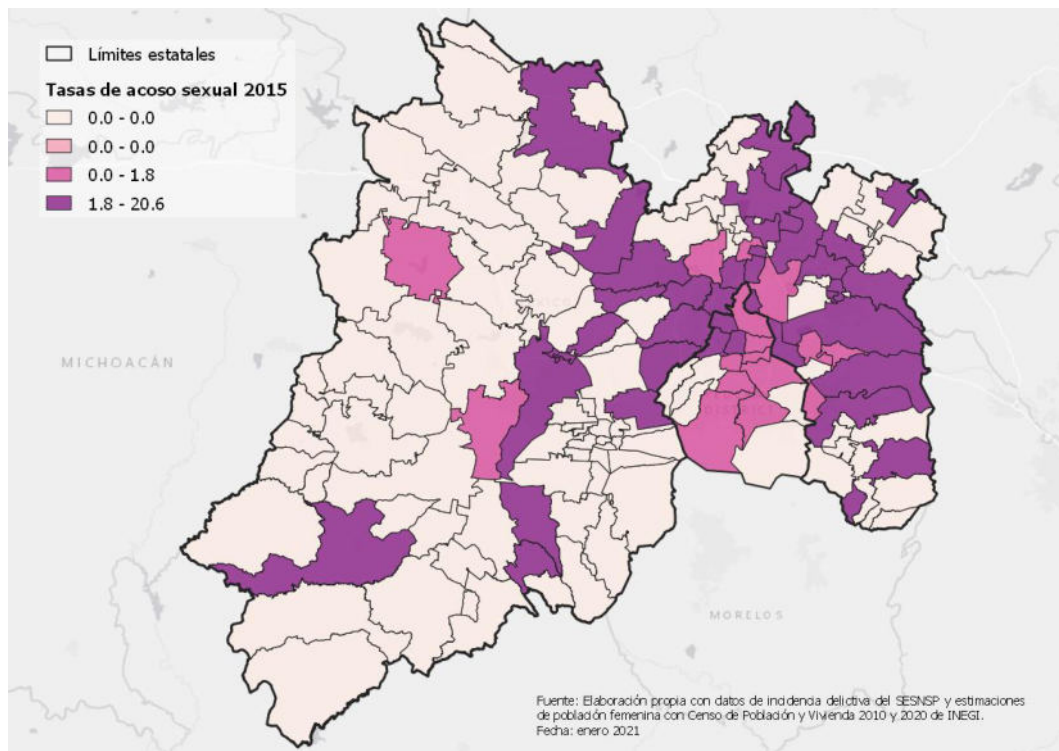 Límites estatales
Tasas de acoso sexual 2015
0.0 - 0.0
0.0 - 0.0
0.0 - 1.8
1.8 - 20.6
MICHOACÁN
MORELOS
Fuente: Elaboración propia con datos de incidencia delictiva del SESNSP y estimaciones
de población femenina con Censo de Población y Vivienda 2010 y 2020 de INEGI.
Fecha: enero 2021